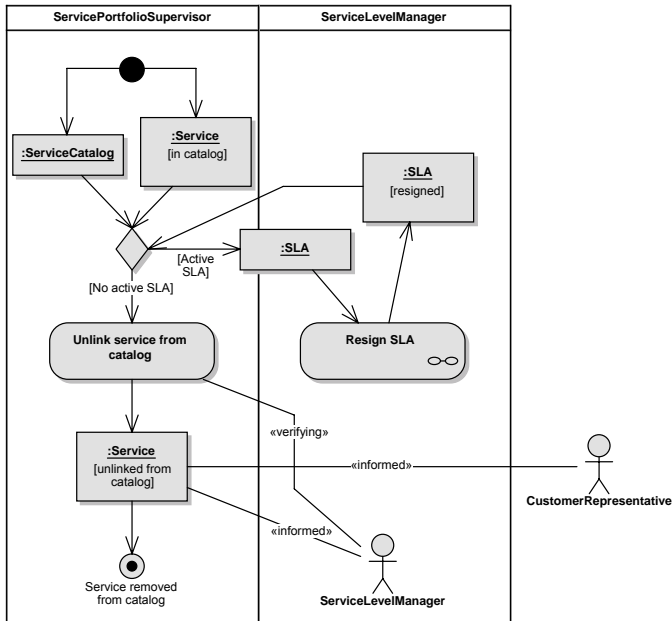 ServicePortfolioSupervisor
ServiceLevelManager
:ServiceCatalog
:Service
[in catalog]
:SLA
[resigned]
[Active
SLA]
:SLA
[No active SLA]
Unlink service from
catalog
Resign SLA
«verifying»
:Service
[unlinked from
catalog]
«informed»
CustomerRepresentative
«informed»
Service removed
from catalog
ServiceLevelManager